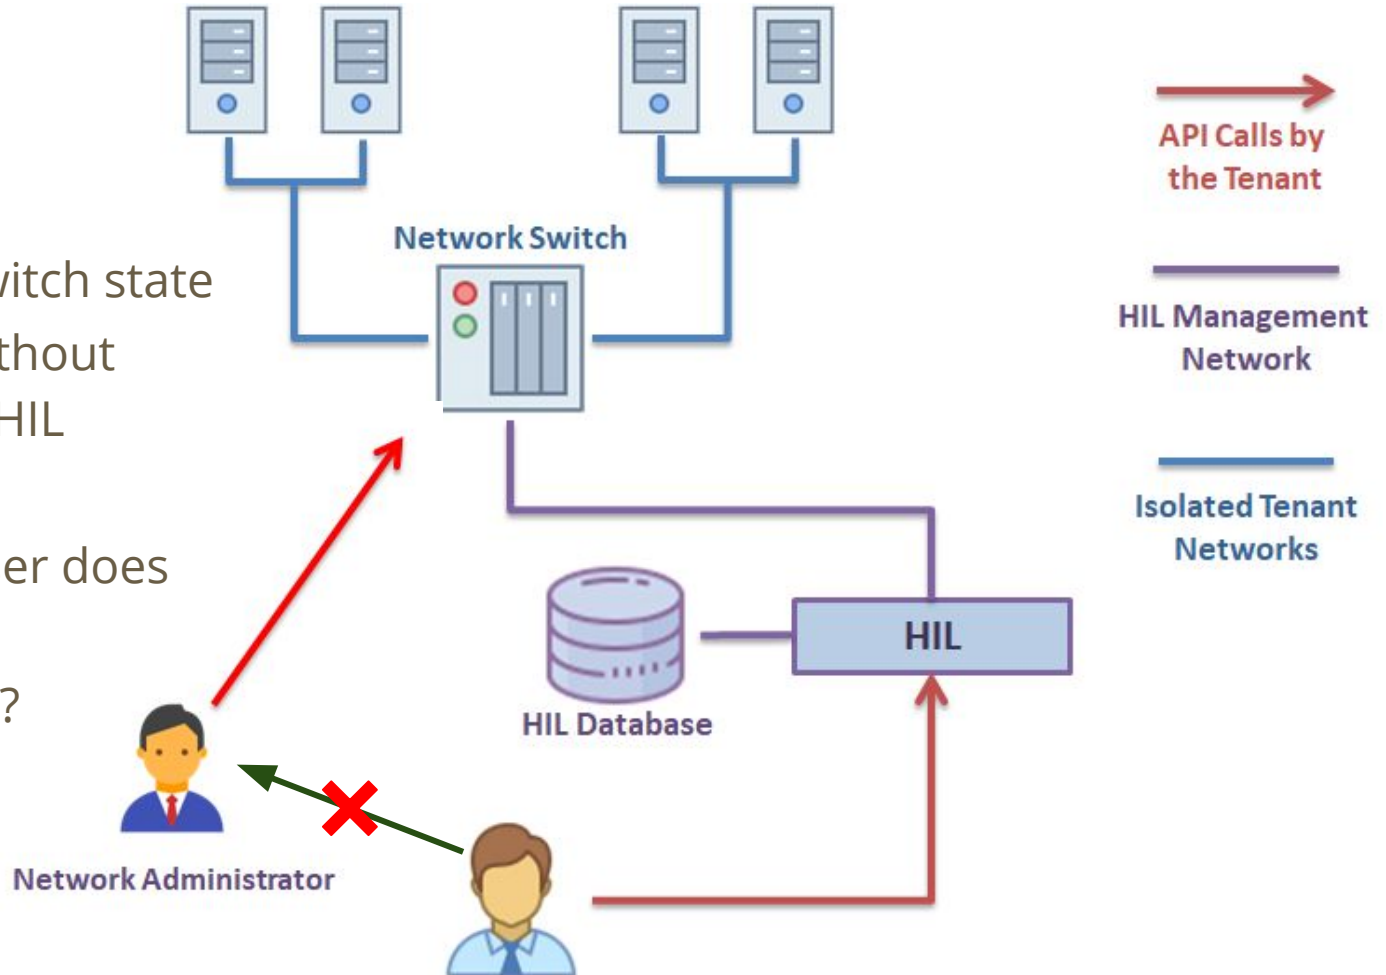 Network Switch
API Calls by
the Tenant
witch state
thout
HIL
HIL Management
Network
Isolated Tenant
Networks
er does
?
HIL
HIL Database
Network Administrator